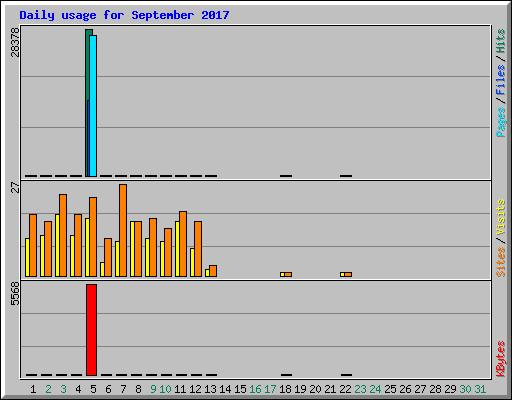 Daily usage for September 2017
28378
27
5568
Pages / Files / Hits
Sites / Visits
KBytes
1 2 3 4 5 6 7 8 9 10 11 12 13 14 15 16 17 18 19 20 21 22 23 24 25 26 27 28 29 30 31